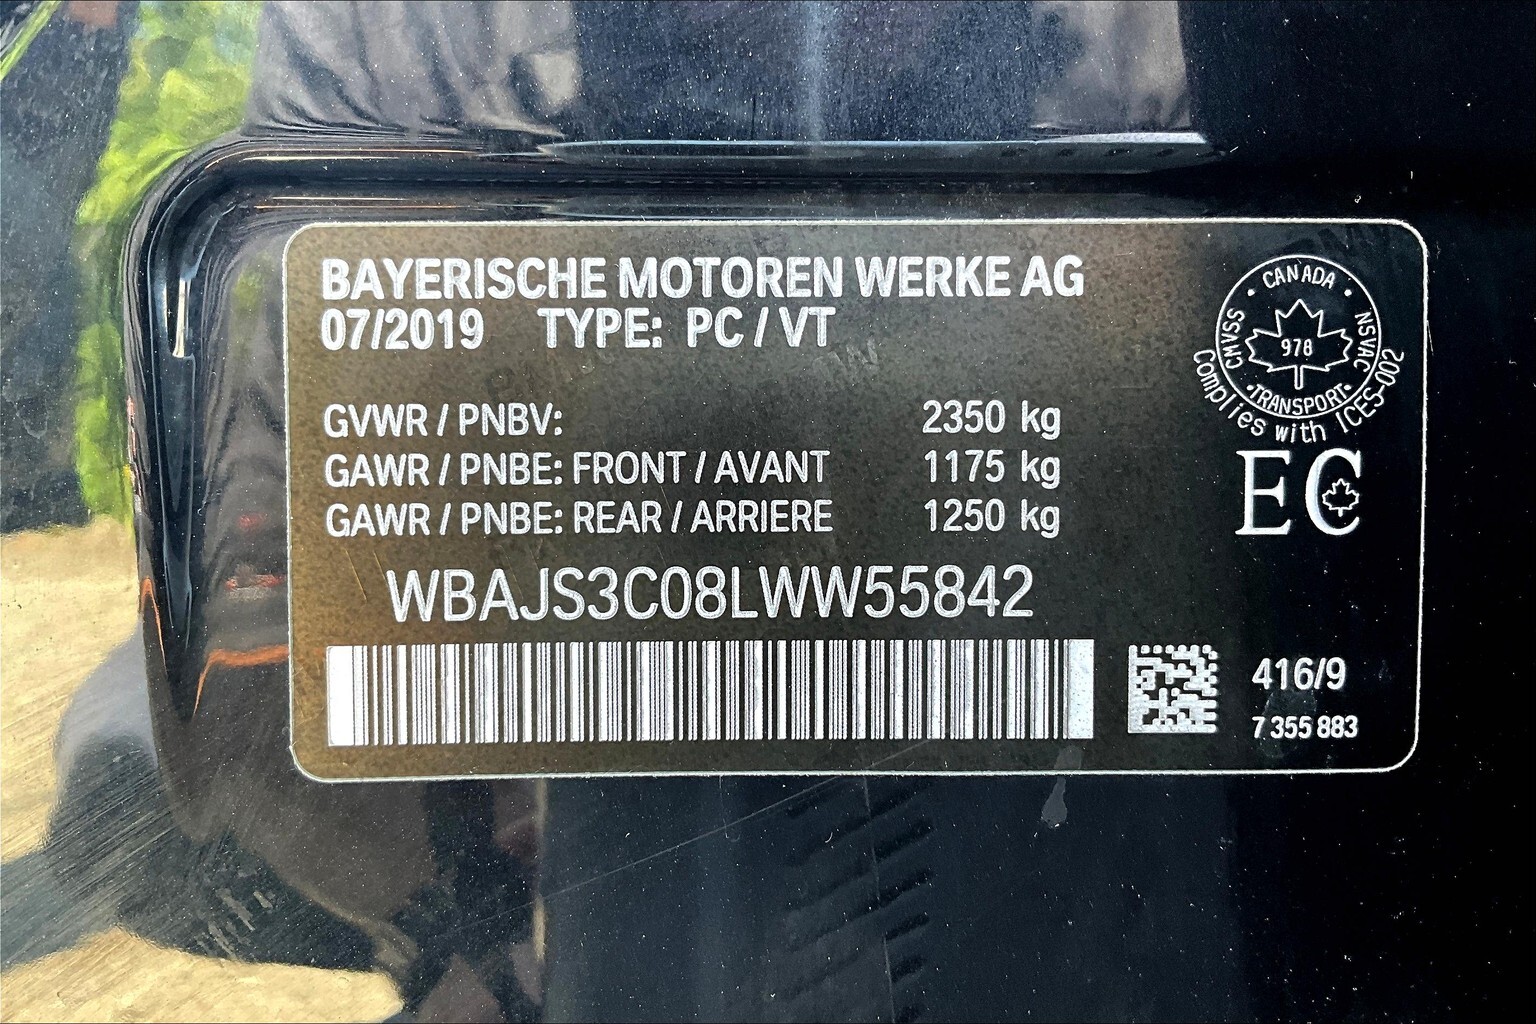 BAYERISCHE MOTOREN WERKE AG
07/2019 TYPE: PC / VT
GVWR / PNBV: 2350 kg
GAWR / PNBE: FRONT / AVANT 1175 kg
GAWR / PNBE: REAR / ARRIERE 1250 kg
WBAJS3C08LWW55842
CANADA
CMVSS
NSVAC
978
TRANSPORT
Complies with ICES-002
EC
416/9
7 355 883